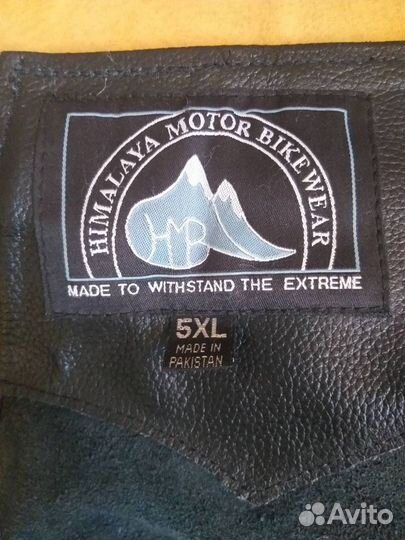 HIMALAYA MOTOR BIKEWEAR
HMB
MADE TO WITHSTAND THE EXTREME
5XL
MADE IN
PAKISTAN
Avito